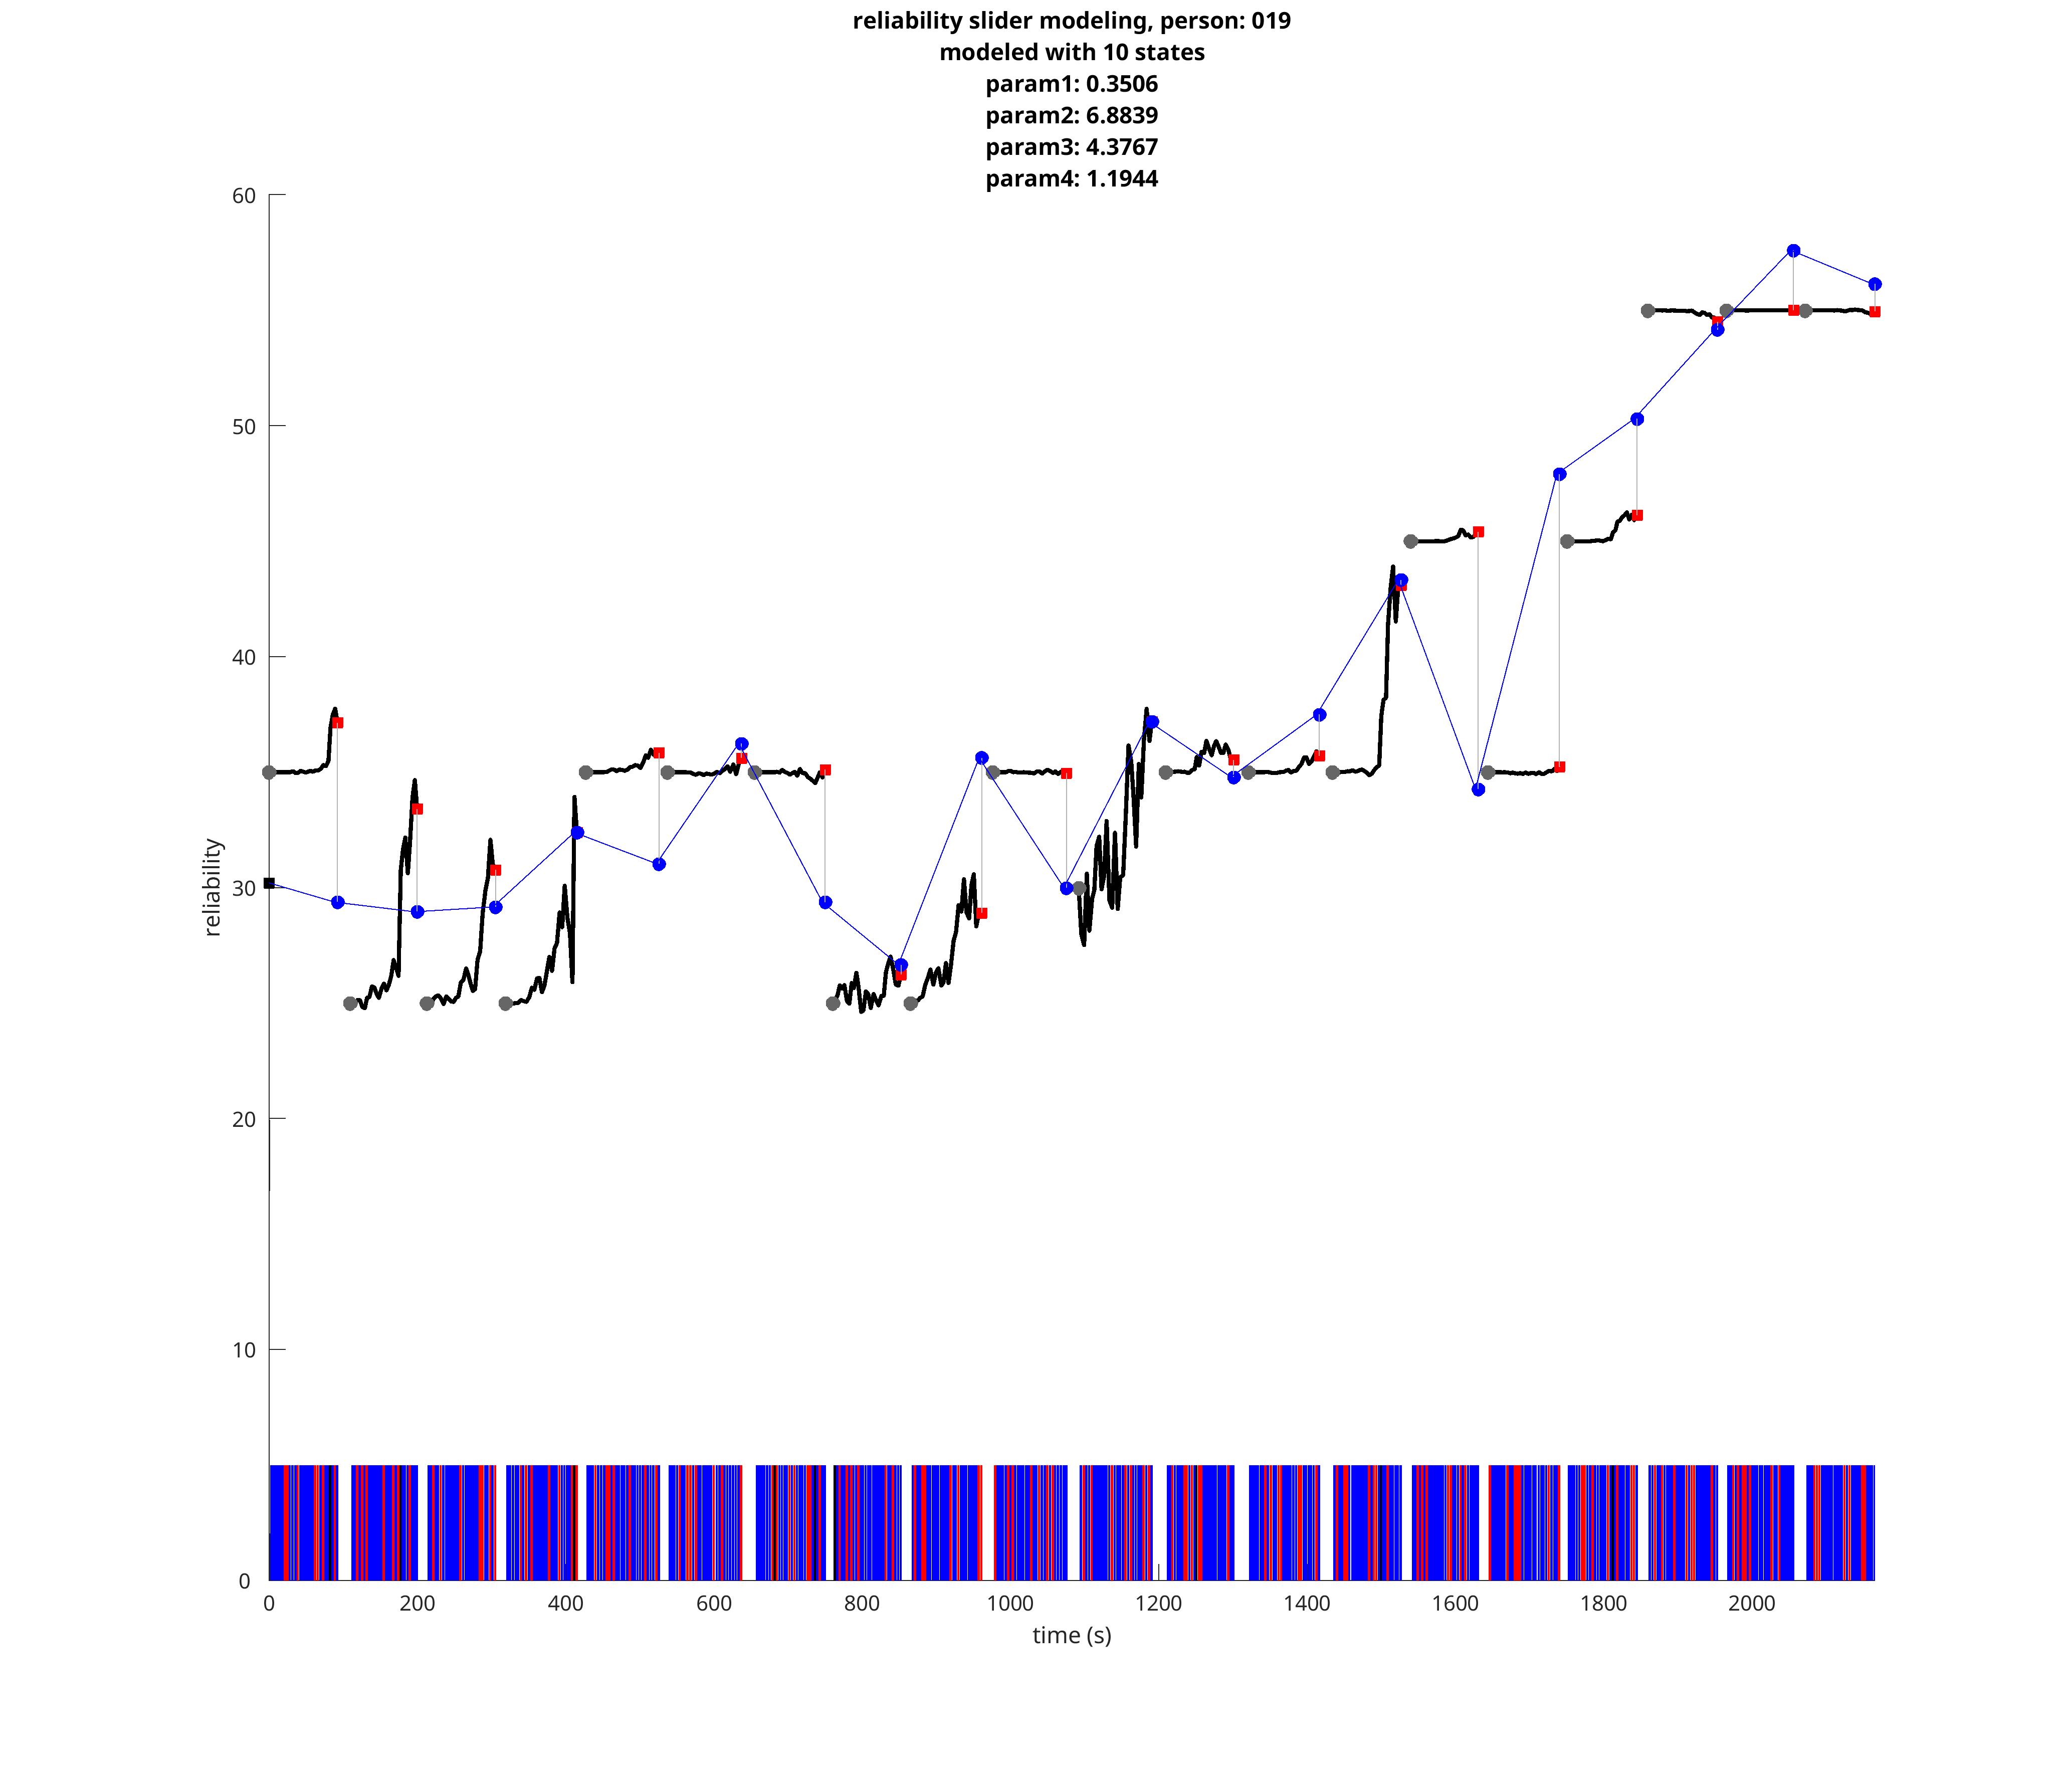 reliability slider modeling, person: 019
modeled with 10 states
param1: 0.3506
param2: 6.8839
param3: 4.3767
param4: 1.1944
60
50
40
30
20
10
0
reliability
0 200 400 600 800 1000 1200 1400 1600 1800 2000
time (s)